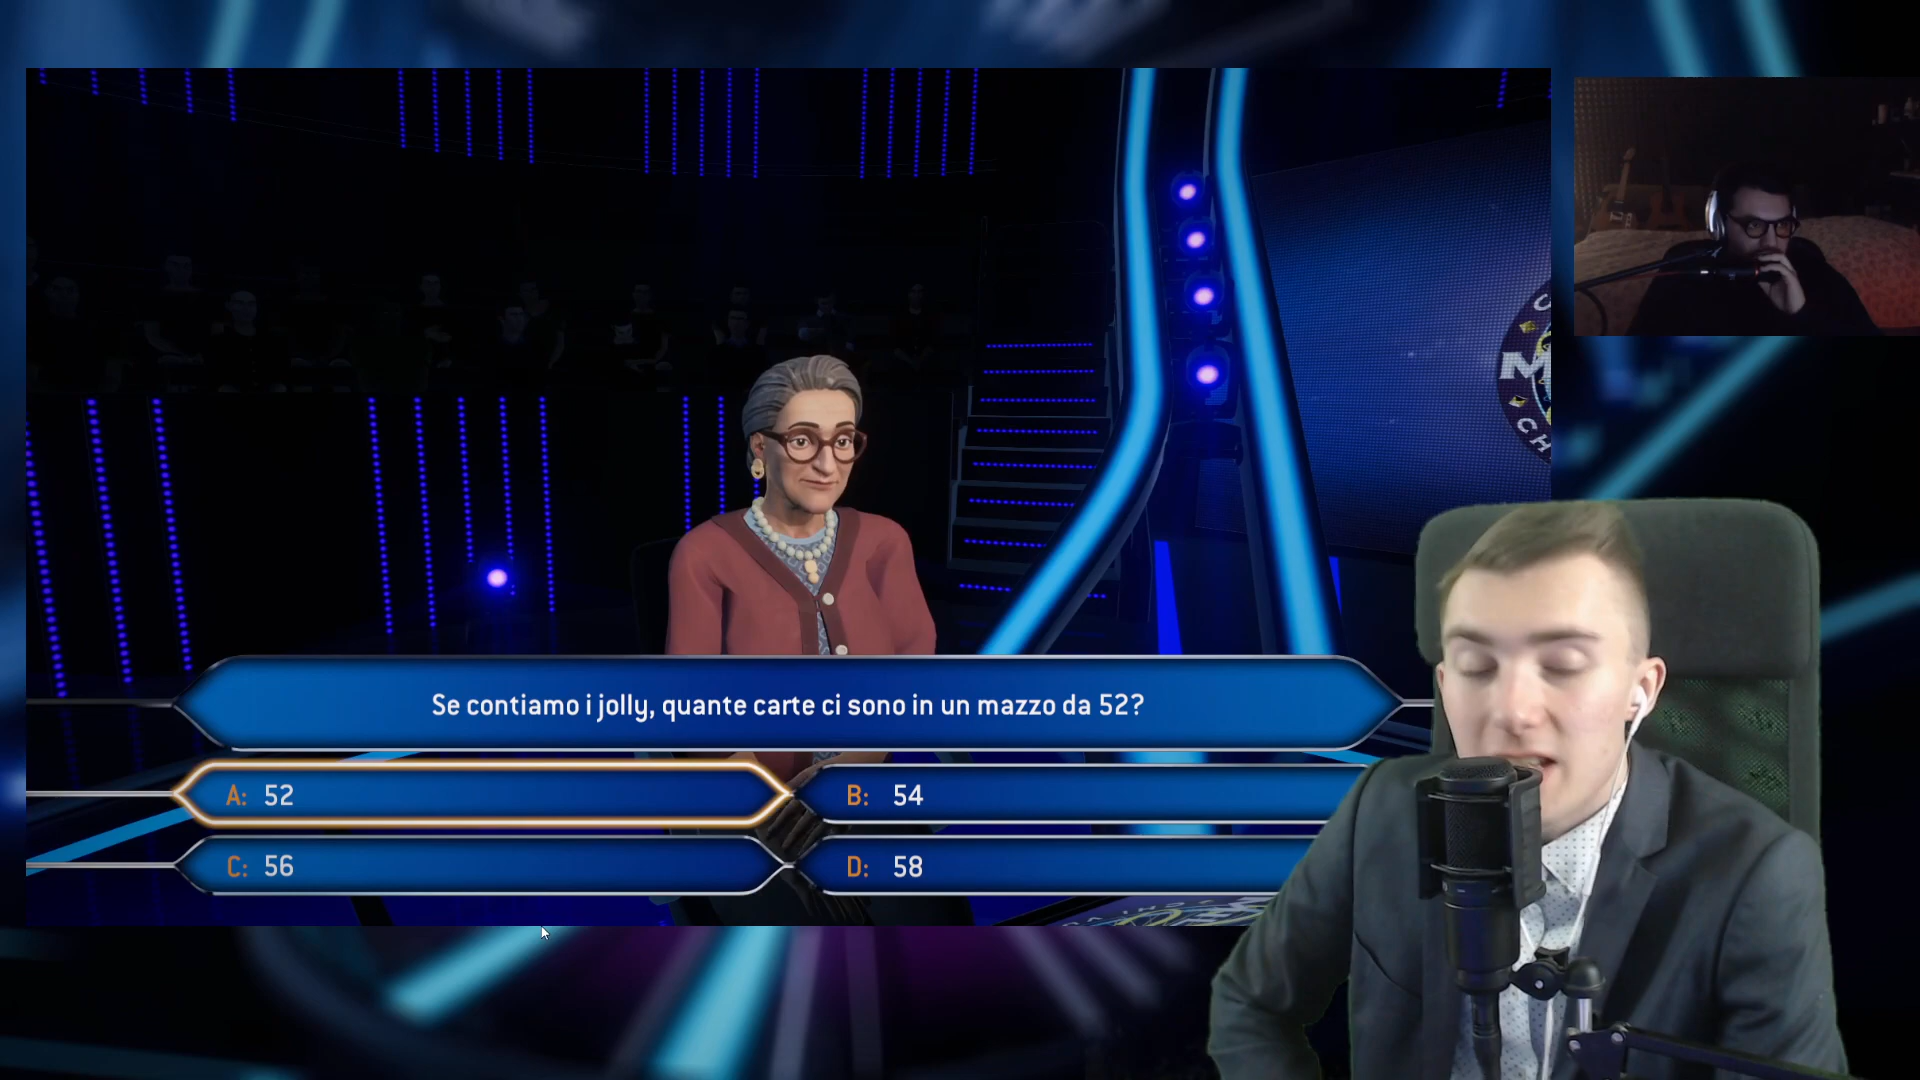 Se contiamo i jolly, quante carte ci sono in un mazzo da 52?
A: 52
B: 54
C: 56
D: 58